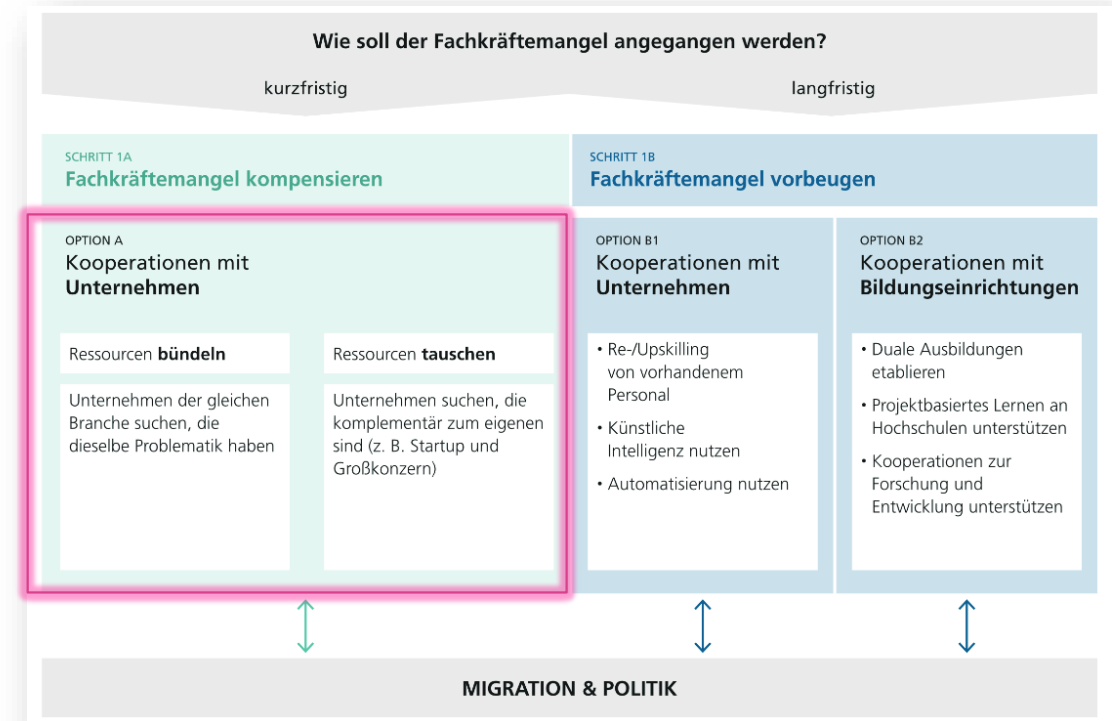 Wie soll der Fachkräftemangel angegangen werden?
kurzfristig
langfristig
SCHRITT 1A
Fachkräftemangel kompensieren
SCHRITT 1B
Fachkräftemangel vorbeugen
OPTION A
Kooperationen mit
Unternehmen
Ressourcen bündeln
Unternehmen der gleichen
Branche suchen, die
dieselbe Problematik haben
Ressourcen tauschen
Unternehmen suchen, die
komplementär zum eigenen
sind (z. B. Startup und
Großkonzern)
OPTION B1
Kooperationen mit
Unternehmen
• Re-/Upskilling
von vorhandenem
Personal
• Künstliche
Intelligenz nutzen
• Automatisierung nutzen
OPTION B2
Kooperationen mit
Bildungseinrichtungen
• Duale Ausbildungen
etablieren
• Projektbasiertes Lernen an
Hochschulen unterstützen
• Kooperationen zur
Forschung und
Entwicklung unterstützen
MIGRATION & POLITIK